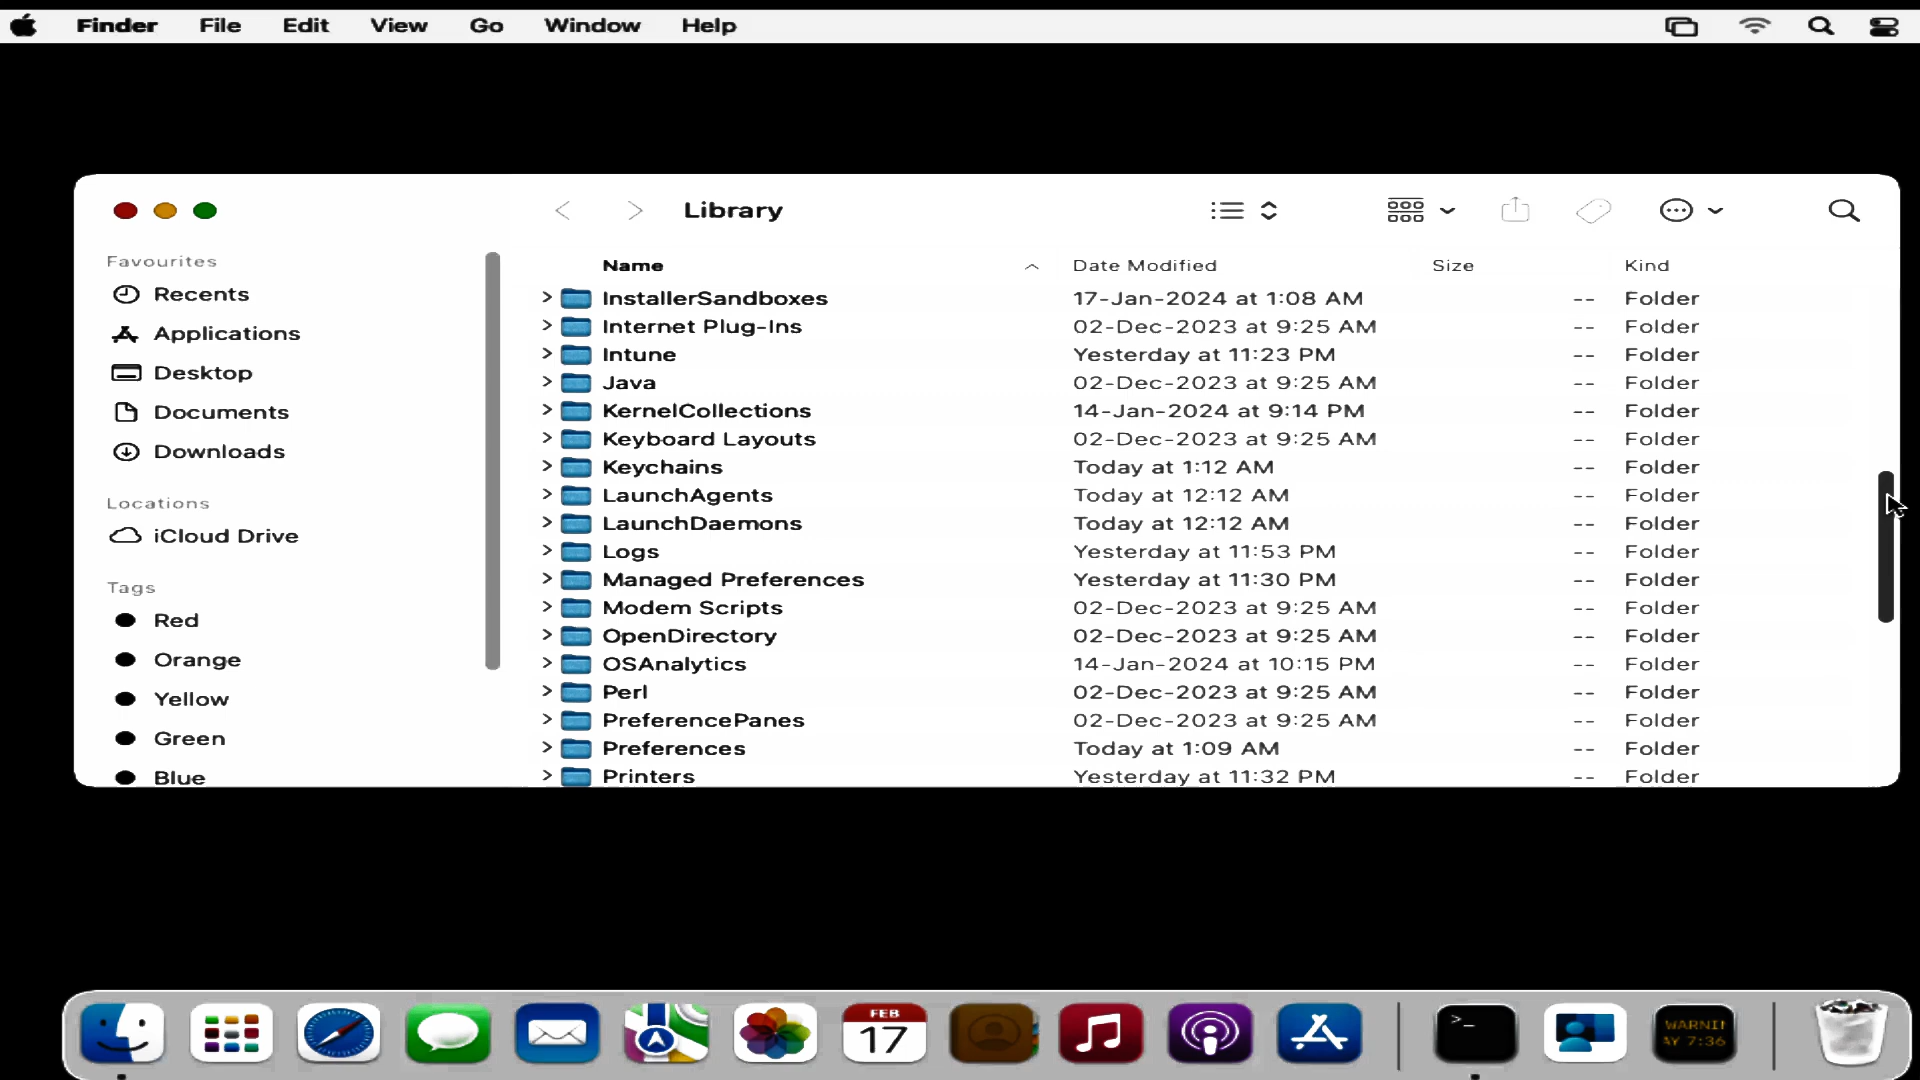 Finder File Edit View Go Window Help
Library
Favourites
Recents
Applications
Desktop
Documents
Downloads
Locations
iCloud Drive
Tags
Red
Orange
Yellow
Green
Blue
Name Date Modified Size Kind
InstallerSandboxes 17-Jan-2024 at 1:08 AM -- Folder
Internet Plug-Ins 02-Dec-2023 at 9:25 AM -- Folder
Intune Yesterday at 11:23 PM -- Folder
Java 02-Dec-2023 at 9:25 AM -- Folder
KernelCollections 14-Jan-2024 at 9:14 PM -- Folder
Keyboard Layouts 02-Dec-2023 at 9:25 AM -- Folder
Keychains Today at 1:12 AM -- Folder
LaunchAgents Today at 12:12 AM -- Folder
LaunchDaemons Today at 12:12 AM -- Folder
Logs Yesterday at 11:53 PM -- Folder
Managed Preferences Yesterday at 11:30 PM -- Folder
Modem Scripts 02-Dec-2023 at 9:25 AM -- Folder
OpenDirectory 02-Dec-2023 at 9:25 AM -- Folder
OSAnalytics 14-Jan-2024 at 10:15 PM -- Folder
Perl 02-Dec-2023 at 9:25 AM -- Folder
PreferencePanes 02-Dec-2023 at 9:25 AM -- Folder
Preferences Today at 1:09 AM -- Folder
Printers Yesterday at 11:32 PM -- Folder
FEB
17
>_
WARNIN
AY 7:36